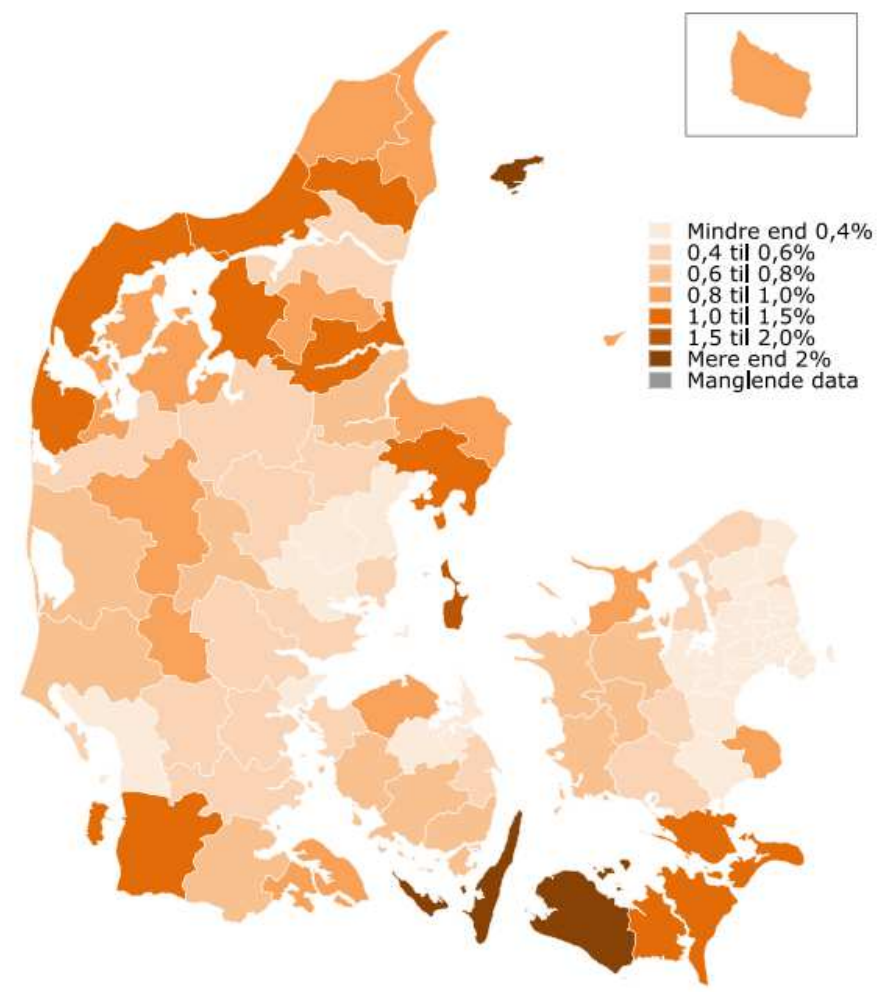 Mindre end 0,4%
0,4 til 0,6%
0,6 til 0,8%
0,8 til 1,0%
1,0 til 1,5%
1,5 til 2,0%
Mere end 2%
Manglende data